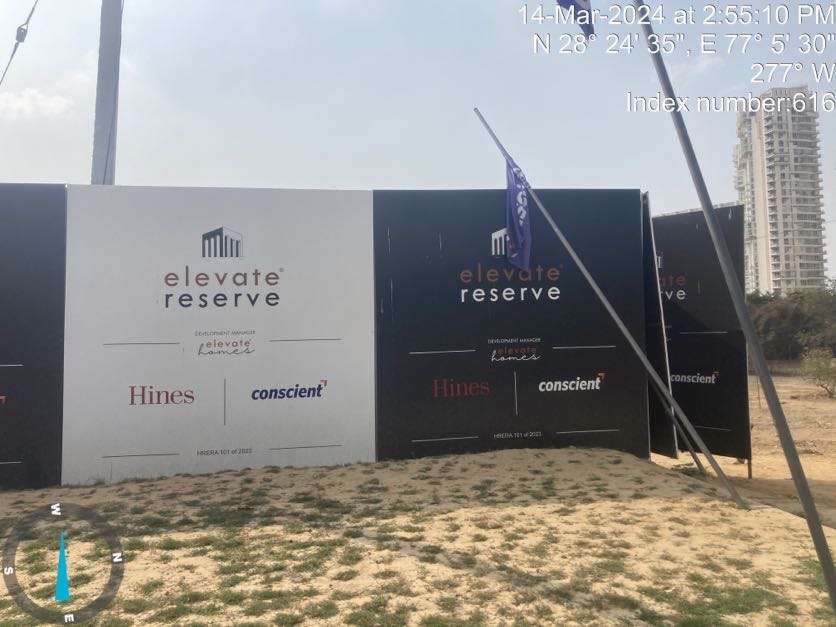 14-Mar-2024 at 2:55:10 PM
N 28° 24' 35", E 77° 5' 30"
277° W
Index number:616
elevate®
reserve
DEVELOPMENT MANAGER
elevate
homes
Hines
conscient
HRERA 101 of 2023
elevate®
reserve
DEVELOPMENT MANAGER
elevate
homes
Hines
conscient
HRERA 101 of 2023
ate
rve
conscient
W
N
S
E